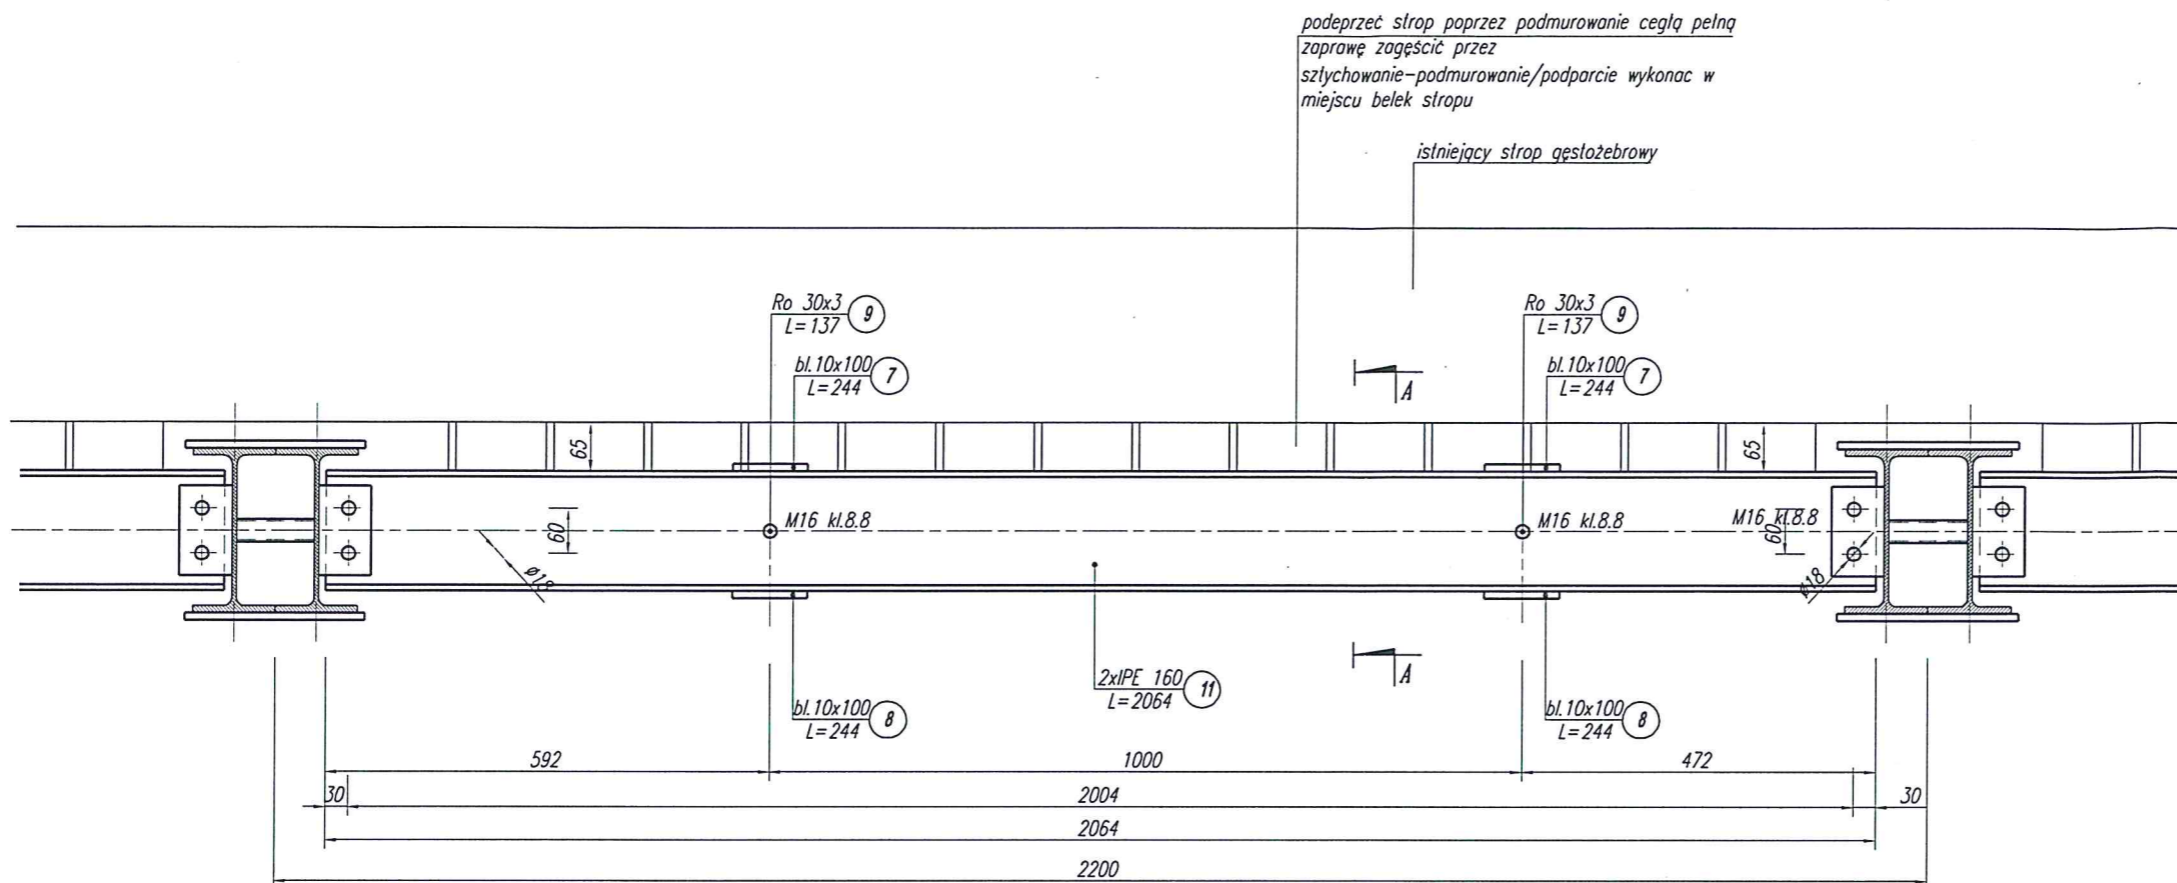 podeprzeć strop poprzez podmurowanie cegłą pełną
zaprawę zagęścić przez
sztychowanie-podmurowanie/podparcie wykonac w
miejscu belek stropu
istniejący strop gęstożebrowy
Ro 30x3
L=137
9
Ro 30x3
L=137
9
bl.10x100
L=244
7
bl.10x100
L=244
7
A
65
65
60
M16 kl.8.8
M16 kl.8.8
M16 kl.8.8
60
ø18
ø18
2xIPE 160
L=2064
11
A
bl.10x100
L=244
8
bl.10x100
L=244
8
592
1000
472
30
2004
30
2064
2200